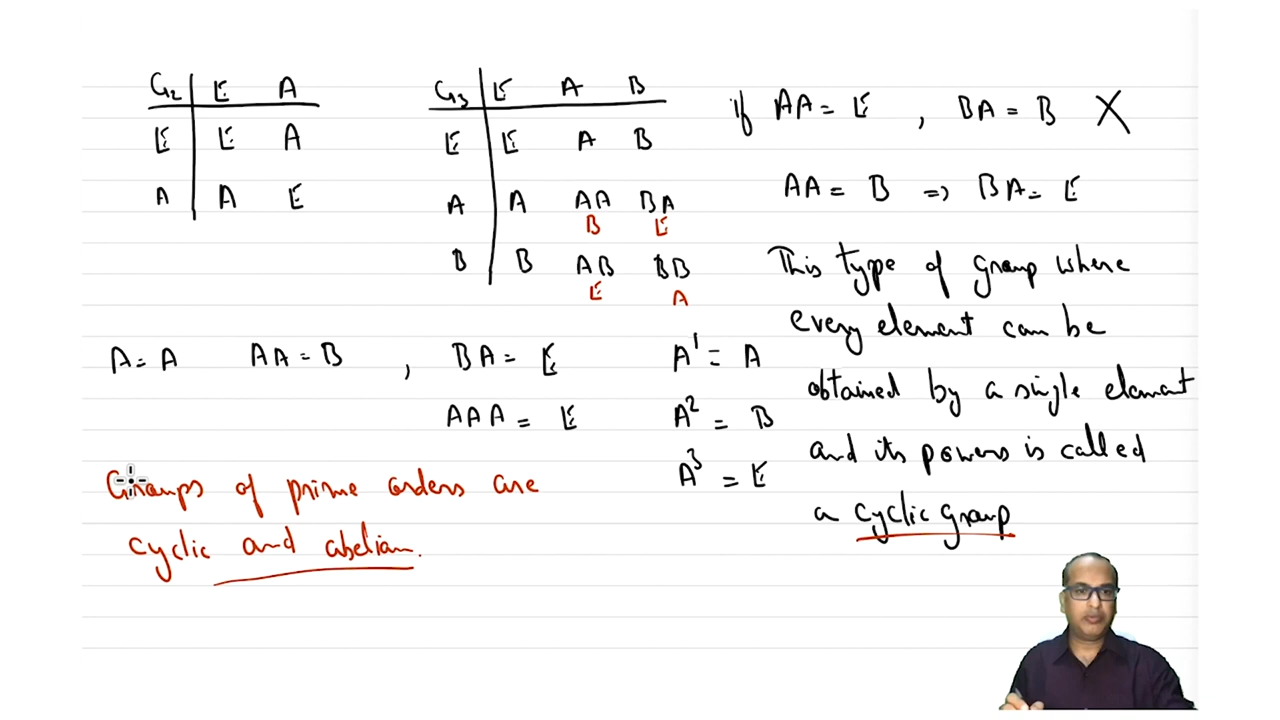 G2 E A
E E A
A A E
G3 E A B
E E A B
A A AA BA
B E
B B AB BB
E A
if AA = E , BA = B X
AA = B => BA = E
This type of group where
every element can be
obtained by a single element
and its powers is called
a cyclic group
A = A AA = B , BA = E
AAA = E
A¹ = A
A² = B
A³ = E
Groups of prime orders are
cyclic and abelian.